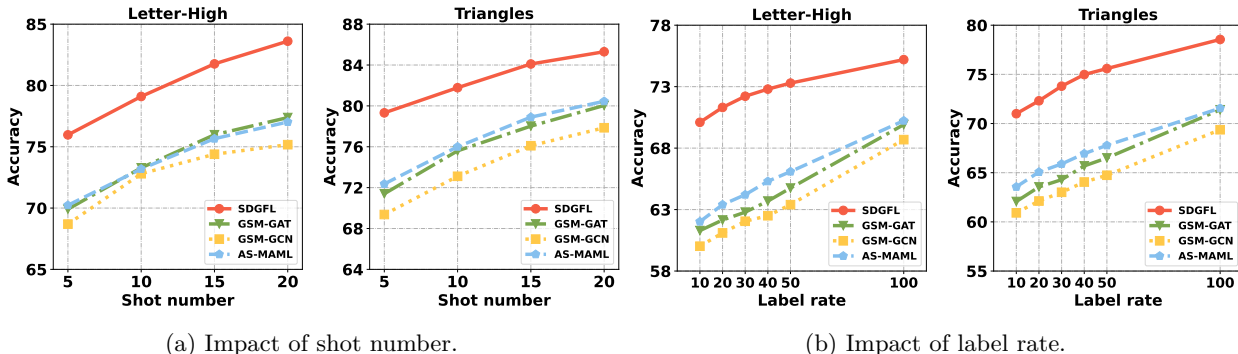 Letter-High
Accuracy
85
80
75
70
65
5 10 15 20
Shot number
SDGFL
GSM-GAT
GSM-GCN
AS-MAML
Triangles
Accuracy
88
84
80
76
72
68
64
5 10 15 20
Shot number
SDGFL
GSM-GAT
GSM-GCN
AS-MAML
(a) Impact of shot number.
Letter-High
Accuracy
78
73
68
63
58
10 20 30 40 50 100
Label rate
SDGFL
GSM-GAT
GSM-GCN
AS-MAML
Triangles
Accuracy
80
75
70
65
60
55
10 20 30 40 50 100
Label rate
SDGFL
GSM-GAT
GSM-GCN
AS-MAML
(b) Impact of label rate.